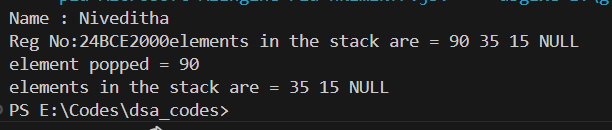 Name : Niveditha
Reg No:24BCE2000elements in the stack are = 90 35 15 NULL
element popped = 90
elements in the stack are = 35 15 NULL
PS E:\Codes\dsa_codes>